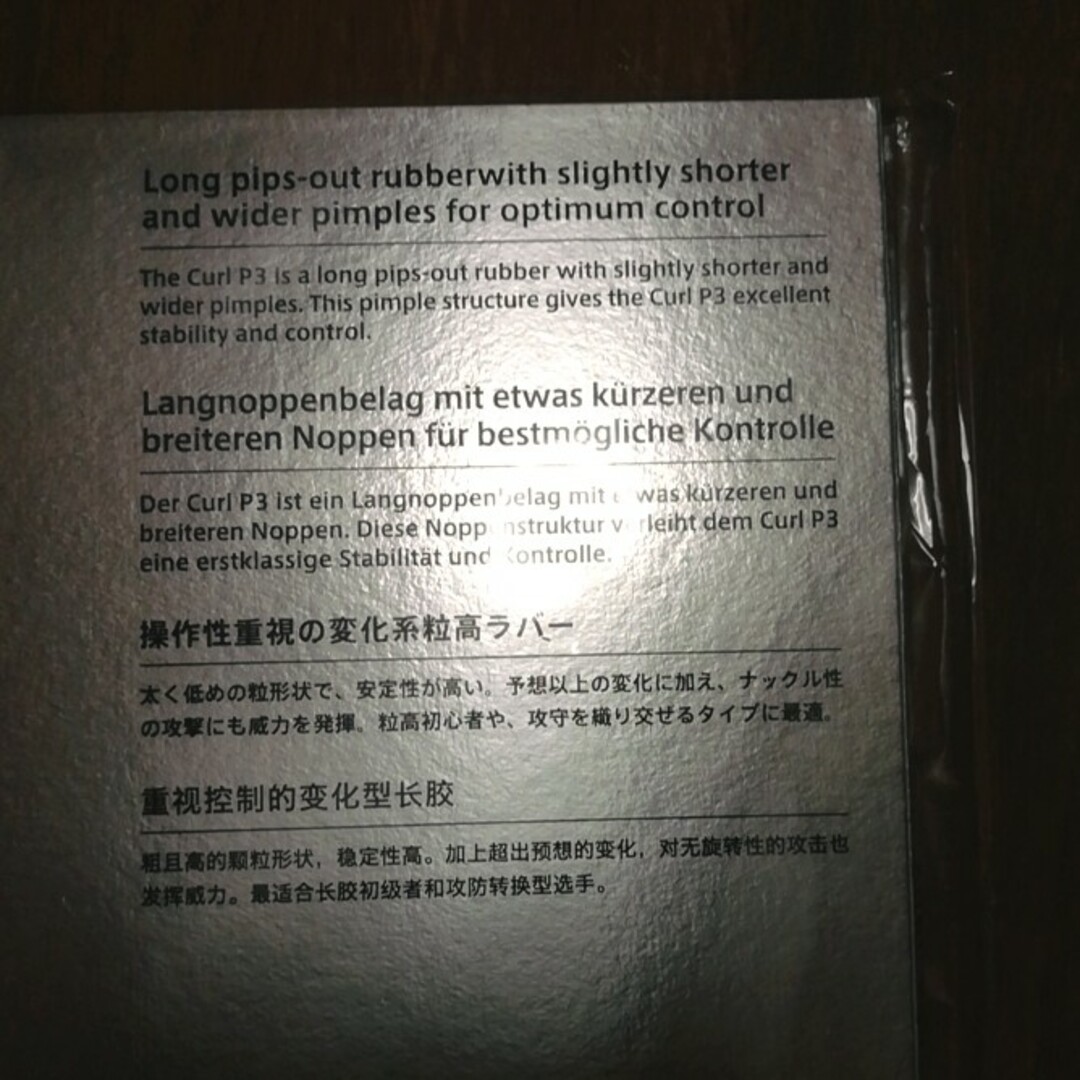 Long pips-out rubberwith slightly shorter
and wider pimples for optimum control
The Curl P3 is a long pips-out rubber with slightly shorter and
wider pimples. This pimple structure gives the Curl P3 excellent
stability and control.
Langnoppenbelag mit etwas kürzeren und
breiteren Noppen für bestmögliche Kontrolle
Der Curl P3 ist ein Langnoppenbelag mit etwas kürzeren und
breiteren Noppen. Diese Noppenstruktur verleiht dem Curl P3
eine erstklassige Stabilität und Kontrolle.
操作性重視の変化系粒高ラバー
太く低めの粒形状で、安定性が高い。予想以上の変化に加え、ナックル性
の攻撃にも威力を発揮。粒高初心者や、攻守を織り交ぜるタイプに最適。
重视控制的变化型长胶
粗且高的颗粒形状，稳定性高。加上超出预想的变化，对无旋转性的攻击也
发挥威力。最适合长胶初级者和攻防转换型选手。